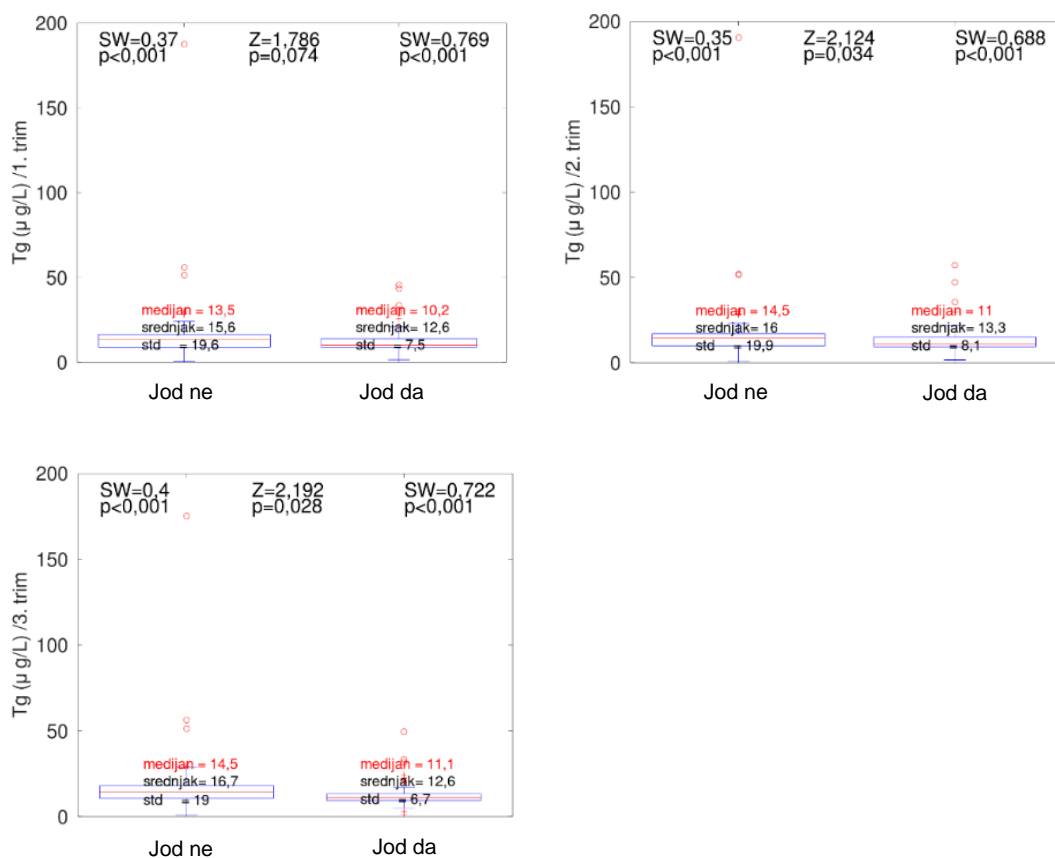 200
150
100
50
0
Tg (µ g/L) /1. trim
SW=0,37
p<0,001
Z=1,786
p=0,074
SW=0,769
p<0,001
medijan = 13,5
srednjak= 15,6
std = 19,6
medijan = 10,2
srednjak= 12,6
std = 7,5
Jod ne
Jod da
200
150
100
50
0
Tg (µ g/L) /2. trim
SW=0,35
p<0,001
Z=2,124
p=0,034
SW=0,688
p<0,001
medijan = 14,5
srednjak= 16
std = 19,9
medijan = 11
srednjak= 13,3
std = 8,1
Jod ne
Jod da
200
150
100
50
0
Tg (µ g/L) /3. trim
SW=0,4
p<0,001
Z=2,192
p=0,028
SW=0,722
p<0,001
medijan = 14,5
srednjak= 16,7
std = 19
medijan = 11,1
srednjak= 12,6
std = 6,7
Jod ne
Jod da